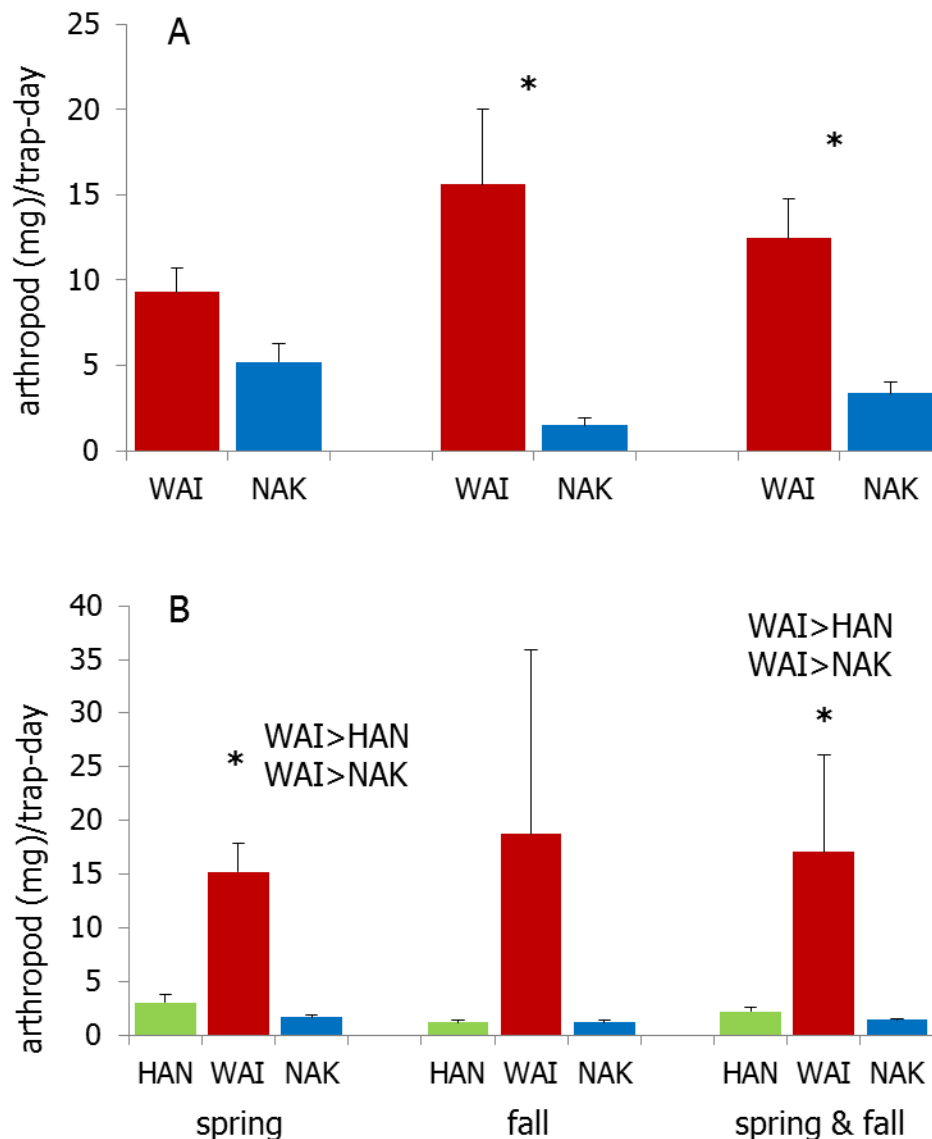 A
arthropod (mg)/trap-day
25
20
15
10
5
0
*
*
WAI NAK WAI NAK WAI NAK
B
arthropod (mg)/trap-day
40
35
30
25
20
15
10
5
0
WAI>HAN
WAI>NAK
*
WAI>HAN
WAI>NAK
*
HAN WAI NAK HAN WAI NAK HAN WAI NAK
spring fall spring & fall